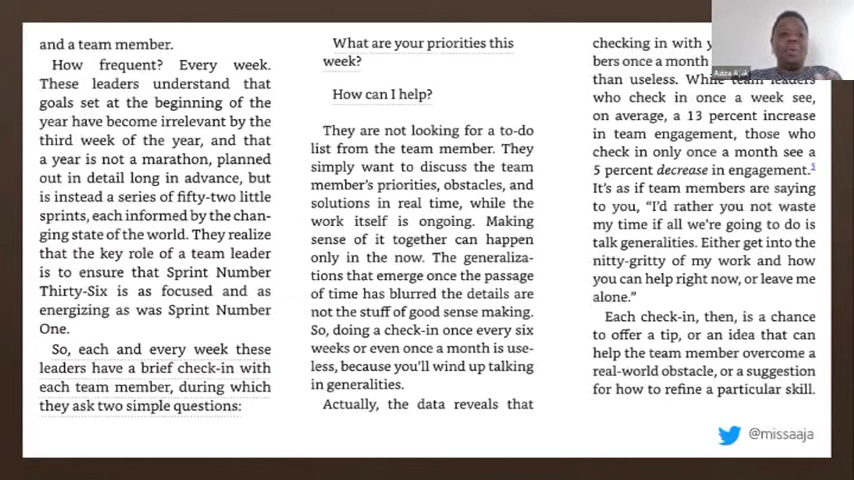 and a team member.
How frequent? Every week.
These leaders understand that
goals set at the beginning of the
year have become irrelevant by the
third week of the year, and that
a year is not a marathon, planned
out in detail long in advance, but
is instead a series of fifty-two little
sprints, each informed by the chan-
ging state of the world. They realize
that the key role of a team leader
is to ensure that Sprint Number
Thirty-Six is as focused and as
energizing as was Sprint Number
One.
So, each and every week these
leaders have a brief check-in with
each team member, during which
they ask two simple questions:
What are your priorities this
week?
How can I help?
They are not looking for a to-do
list from the team member. They
simply want to discuss the team
member's priorities, obstacles, and
solutions in real time, while the
work itself is ongoing. Making
sense of it together can happen
only in the now. The generaliza-
tions that emerge once the passage
of time has blurred the details are
not the stuff of good sense making.
So, doing a check-in once every six
weeks or even once a month is use-
less, because you'll wind up talking
in generalities.
Actually, the data reveals that
checking in with
bers once a month
than useless. While team leaders
who check in once a week see,
on average, a 13 percent increase
in team engagement, those who
check in only once a month see a
5 percent decrease in engagement.5
It's as if team members are saying
to you, "I'd rather you not waste
my time if all we're going to do is
talk generalities. Either get into the
nitty-gritty of my work and how
you can help right now, or leave me
alone."
Each check-in, then, is a chance
to offer a tip, or an idea that can
help the team member overcome a
real-world obstacle, or a suggestion
for how to refine a particular skill.
@missaaja